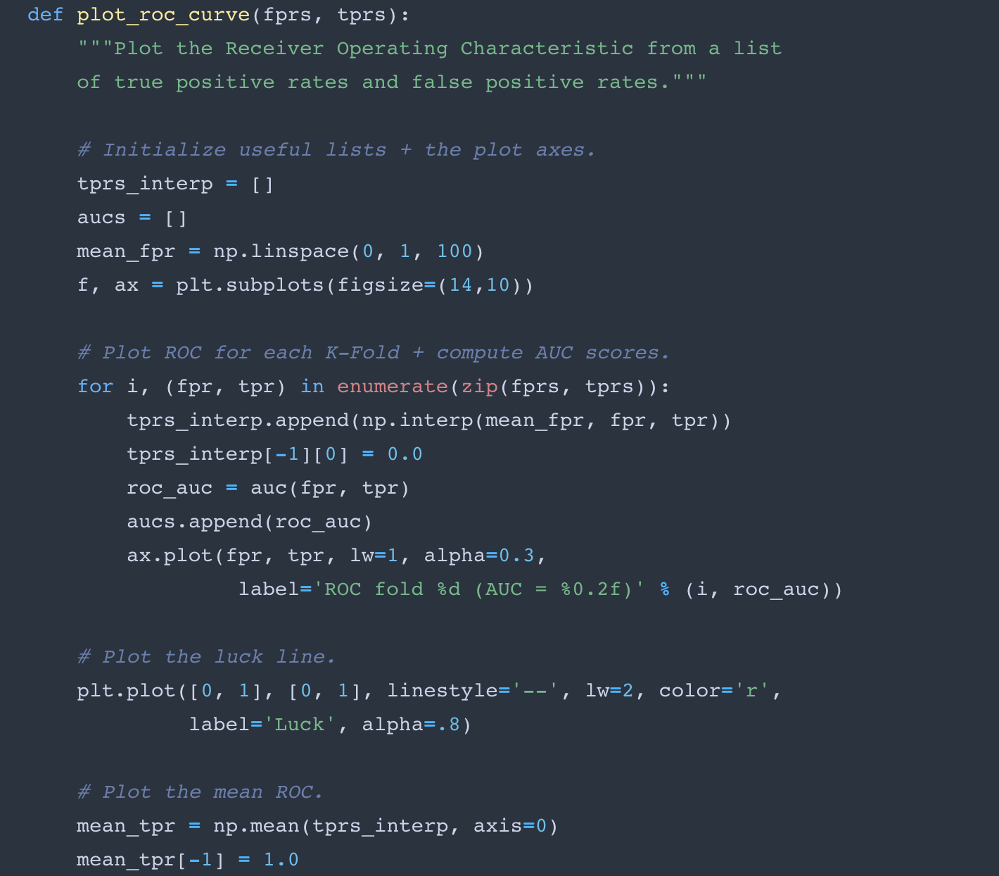 def plot_roc_curve(fprs, tprs):
    """Plot the Receiver Operating Characteristic from a list
    of true positive rates and false positive rates."""

    # Initialize useful lists + the plot axes.
    tprs_interp = []
    aucs = []
    mean_fpr = np.linspace(0, 1, 100)
    f, ax = plt.subplots(figsize=(14,10))

    # Plot ROC for each K-Fold + compute AUC scores.
    for i, (fpr, tpr) in enumerate(zip(fprs, tprs)):
        tprs_interp.append(np.interp(mean_fpr, fpr, tpr))
        tprs_interp[-1][0] = 0.0
        roc_auc = auc(fpr, tpr)
        aucs.append(roc_auc)
        ax.plot(fpr, tpr, lw=1, alpha=0.3,
                 label='ROC fold %d (AUC = %0.2f)' % (i, roc_auc))

    # Plot the luck line.
    plt.plot([0, 1], [0, 1], linestyle='--', lw=2, color='r',
             label='Luck', alpha=.8)

    # Plot the mean ROC.
    mean_tpr = np.mean(tprs_interp, axis=0)
    mean_tpr[-1] = 1.0